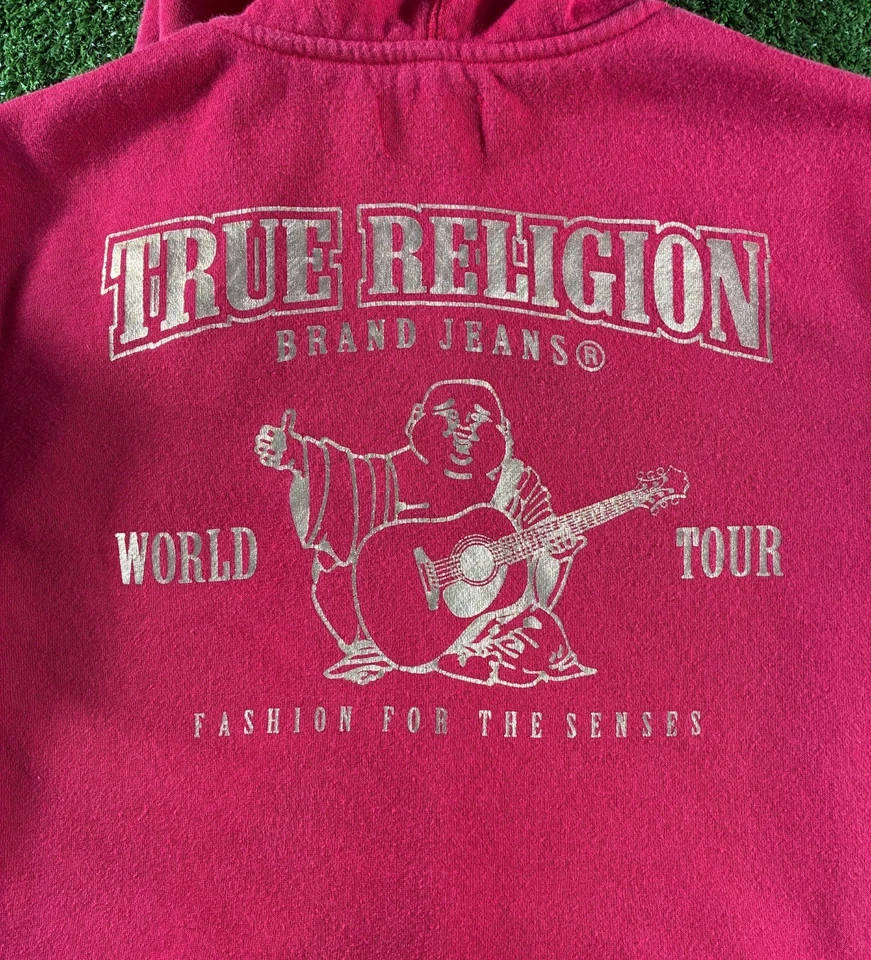 TRUE RELIGION
BRAND JEANS®
WORLD TOUR
FASHION FOR THE SENSES